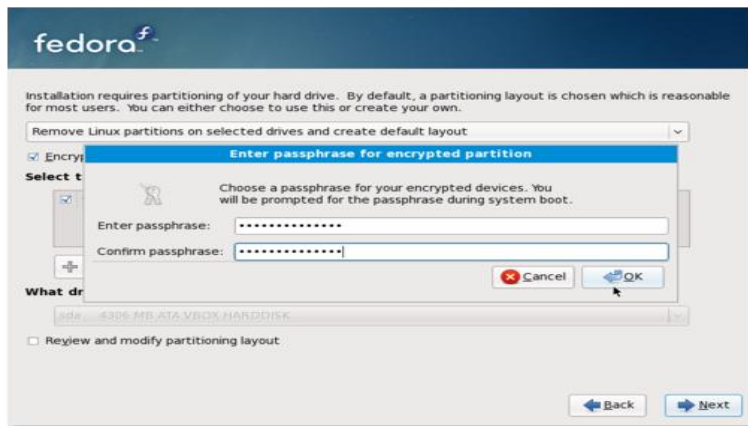 fedora
Installation requires partitioning of your hard drive. By default, a partitioning layout is chosen which is reasonable
for most users. You can either choose to use this or create your own.
Remove Linux partitions on selected drives and create default layout
Encry
Enter passphrase for encrypted partition
Select t
Choose a passphrase for your encrypted devices. You
will be prompted for the passphrase during system boot.
Enter passphrase: ••••••••••••••
Confirm passphrase: ••••••••••••••
Cancel OK
What dr
sda 4306 MB ATA VBOX HARDDISK
Review and modify partitioning layout
Back Next